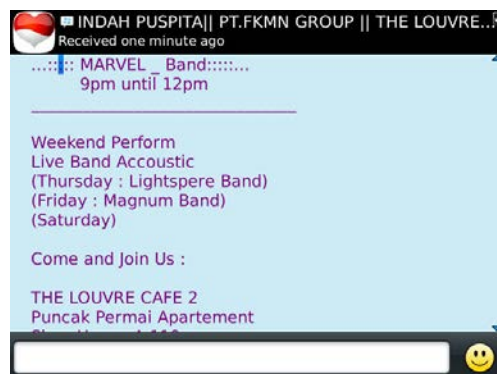 INDAH PUSPITA|| PT.FKMN GROUP || THE LOUVRE...
Received one minute ago
...::::: MARVEL _ Band:::::...
9pm until 12pm
Weekend Perform
Live Band Accoustic
(Thursday : Lightspere Band)
(Friday : Magnum Band)
(Saturday)
Come and Join Us :
THE LOUVRE CAFE 2
Puncak Permai Apartement